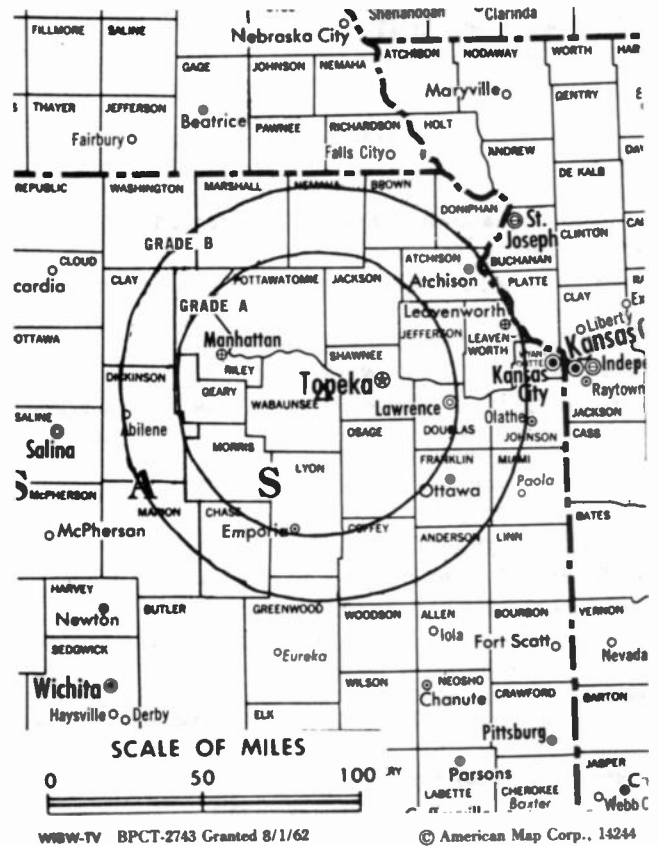 Shenandoah
Clarinda
Nebraska City
FILLMORE SALINE
ATCHISON NODAWAY WORTH HAR
GAGE JOHNSON NEMAHA
Maryville
GENTRY
THAYER JEFFERSON
Beatrice
PAWNEE RICHARDSON HOLT
Fairbury
Falls City
ANDREW
DE KALB
REPUBLIC WASHINGTON MARSHALL NEMAHA BROWN
DONIPHAN
St.
Joseph
GRADE B
CLINTON
CLOUD
cordia
CLAY POTTAWATOMIE JACKSON
ATCHISON
Atchison
BUCHANAN
PLATTE
CLAY
GRADE A
Leavenworth
Liberty
OTTAWA
Manhattan
JEFFERSON
LEAVEN-
WORTH
Kansas
RILEY
SHAWNEE
Kansas
City
Indepe
DICKINSON
GEARY
WABAUNSEE
Topeka
Raytown
Lawrence
Olathe
JACKSON
SALINE
Abilene
DOUGLAS
JOHNSON
CASS
Salina
MORRIS
OSAGE
LYON
FRANKLIN MIAMI
S A S
Ottawa
Paola
McPHERSON
MARION CHASE
BATES
McPhersan
Emporia
COFFEY
ANDERSON LINN
HARVEY
Newton
BUTLER GREENWOOD WOODSON ALLEN BOURBON VERNON
SEDGWICK
Eureka
Iola
Fort Scatt
Nevada
WILSON NEOSHO
Wichita
Chanute
CRAWFORD BARTON
Haysville Derby
ELK
Pittsburg
SCALE OF MILES
JASPER
0 50 100
Parsons
LABETTE CHEROKEE
Baxter
Webb C
WIBW-TV BPCT-2743 Granted 8/1/62
© American Map Corp., 14244